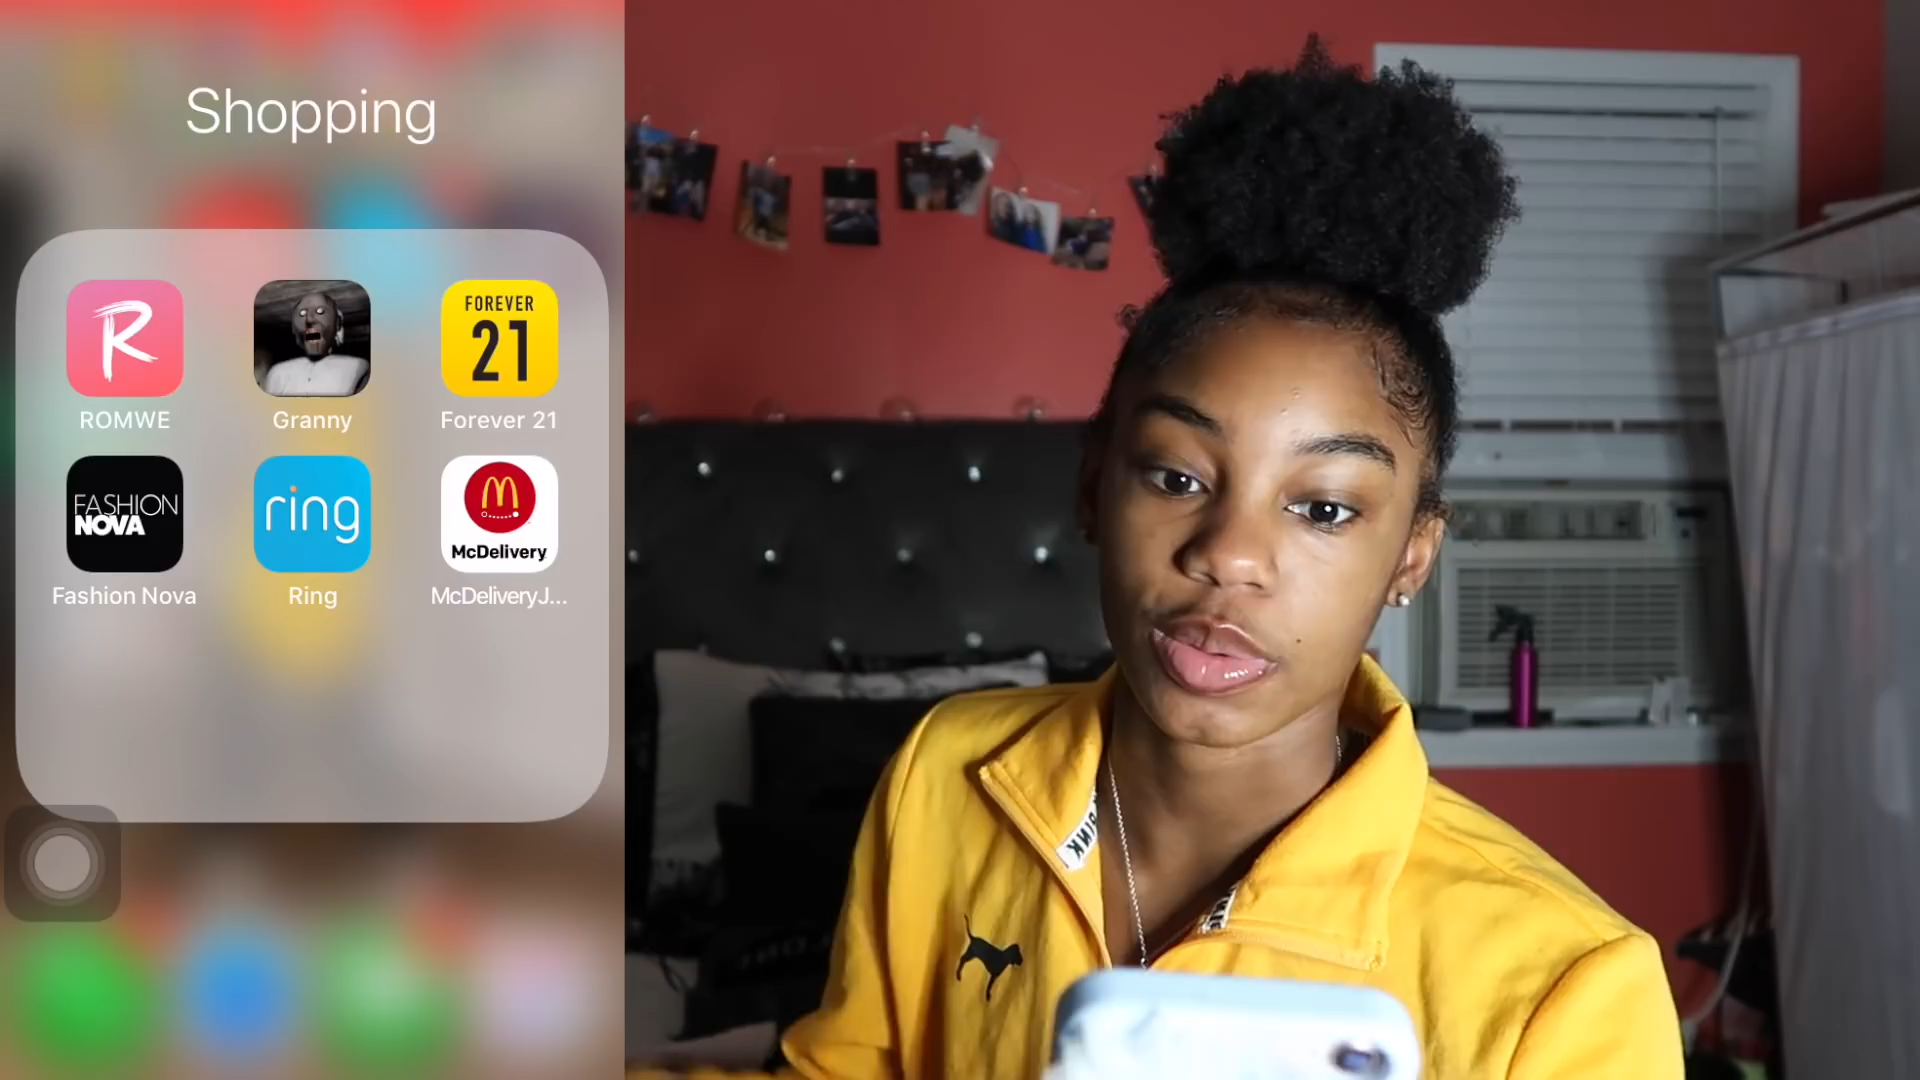 Shopping
R
FOREVER
21
ROMWE
Granny
Forever 21
FASHION
NOVA
ring
M
McDelivery
Fashion Nova
Ring
McDeliveryJ...
PINK